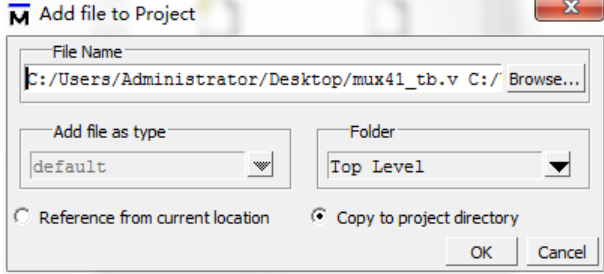 M Add file to Project
x
File Name
C:/Users/Administrator/Desktop/mux41_tb.v C:/ Browse...
Add file as type
Folder
default
Top Level
Reference from current location
Copy to project directory
OK
Cancel